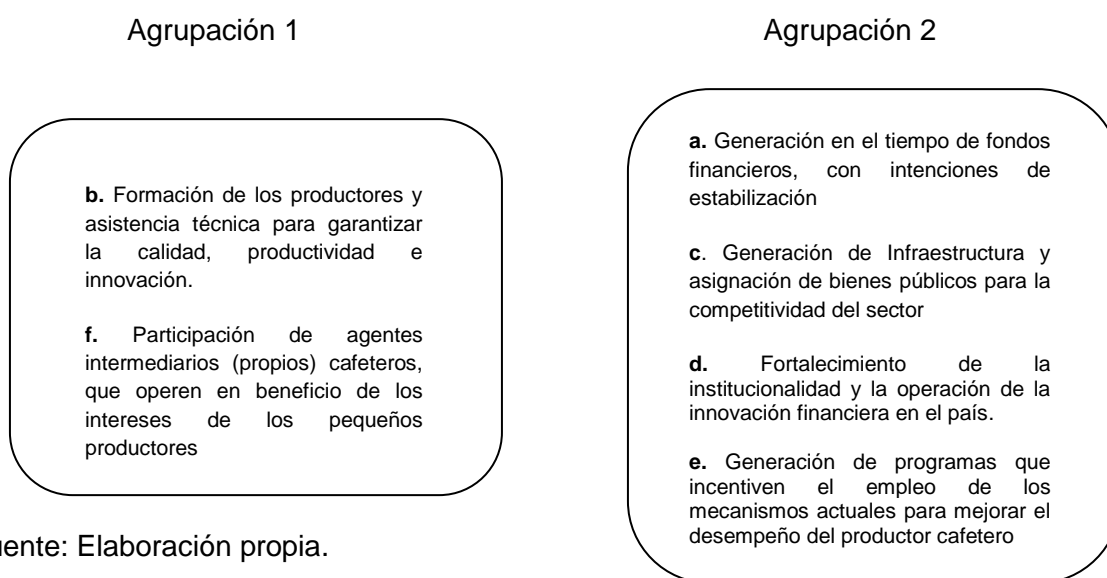 Agrupación 1
b. Formación de los productores y
asistencia técnica para garantizar
la calidad, productividad e
innovación.
f. Participación de agentes
intermediarios (propios) cafeteros,
que operen en beneficio de los
intereses de los pequeños
productores
Agrupación 2
a. Generación en el tiempo de fondos
financieros, con intenciones de
estabilización
c. Generación de Infraestructura y
asignación de bienes públicos para la
competitividad del sector
d. Fortalecimiento de la
institucionalidad y la operación de la
innovación financiera en el país.
e. Generación de programas que
incentiven el empleo de los
mecanismos actuales para mejorar el
desempeño del productor cafetero
uente: Elaboración propia.